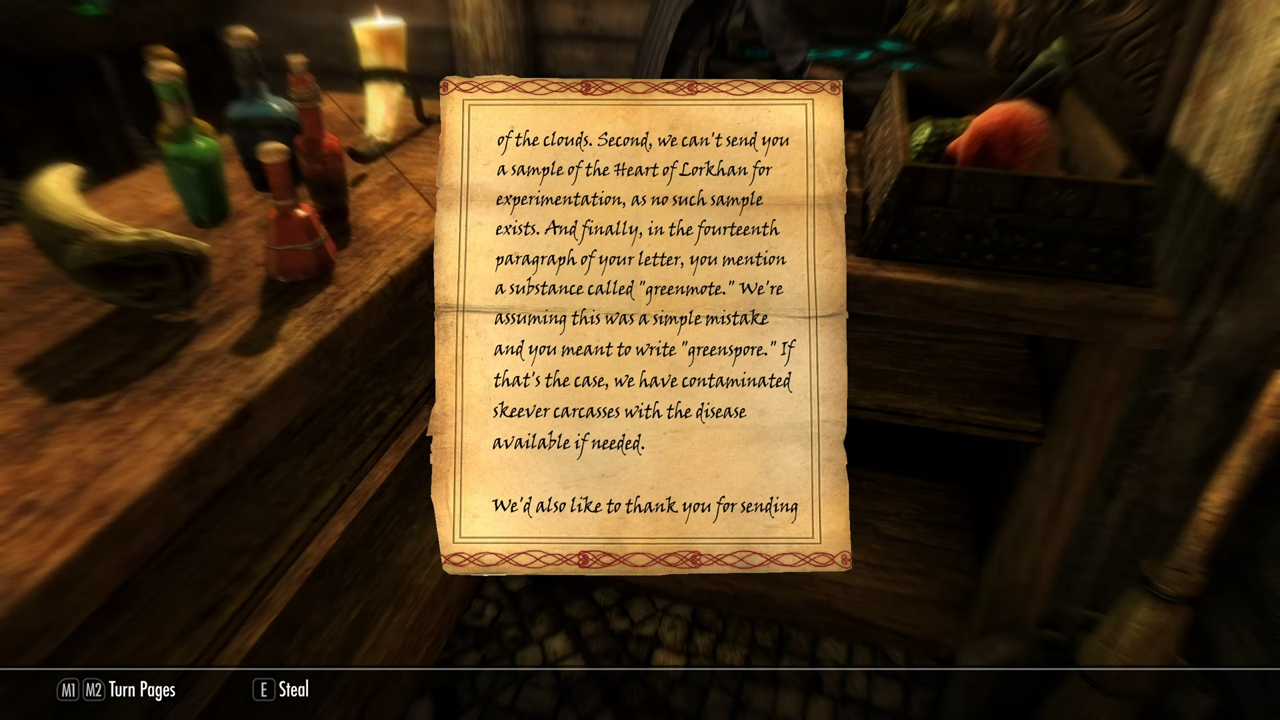 of the clouds. Second, we can't send you
a sample of the Heart of Lorkhan for
experimentation, as no such sample
exists. And finally, in the fourteenth
paragraph of your letter, you mention
a substance called "greenmote." We're
assuming this was a simple mistake
and you meant to write "greenspore." If
that's the case, we have contaminated
skeever carcasses with the disease
available if needed.
We'd also like to thank you for sending
M1 M2 Turn Pages E Steal